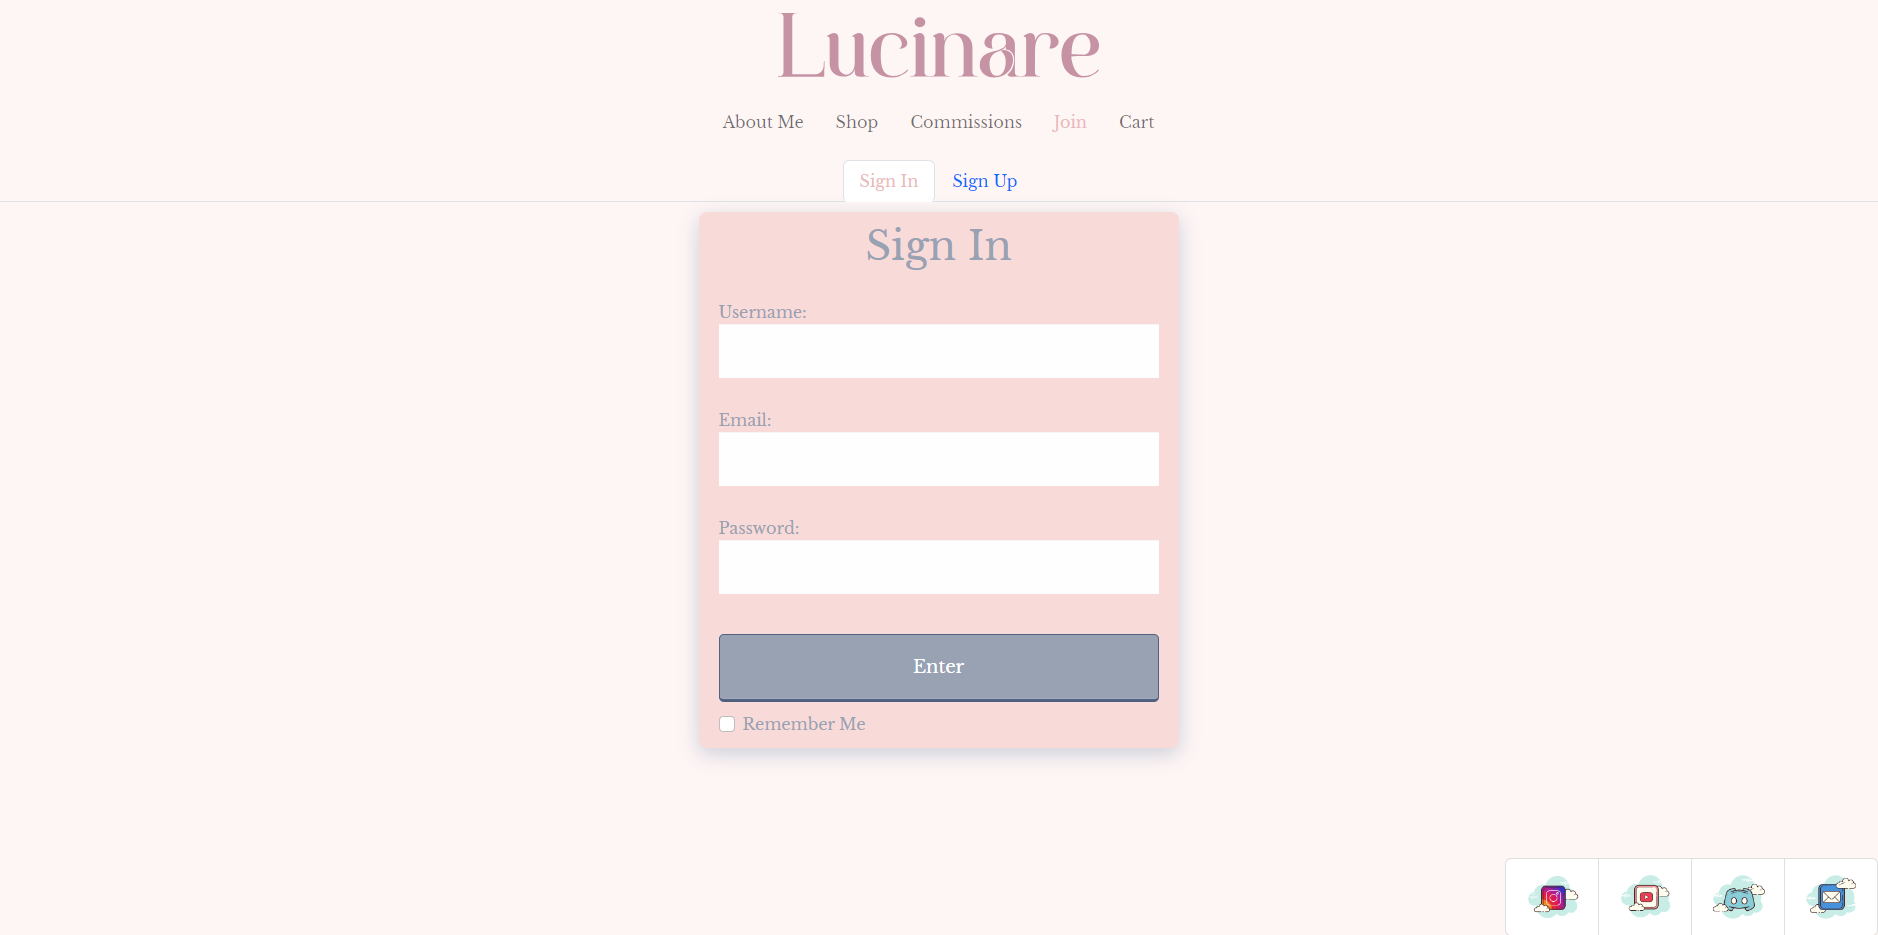 Lucinare
About Me Shop Commissions Join Cart
Sign In Sign Up
Sign In
Username:
Email:
Password:
Enter
Remember Me